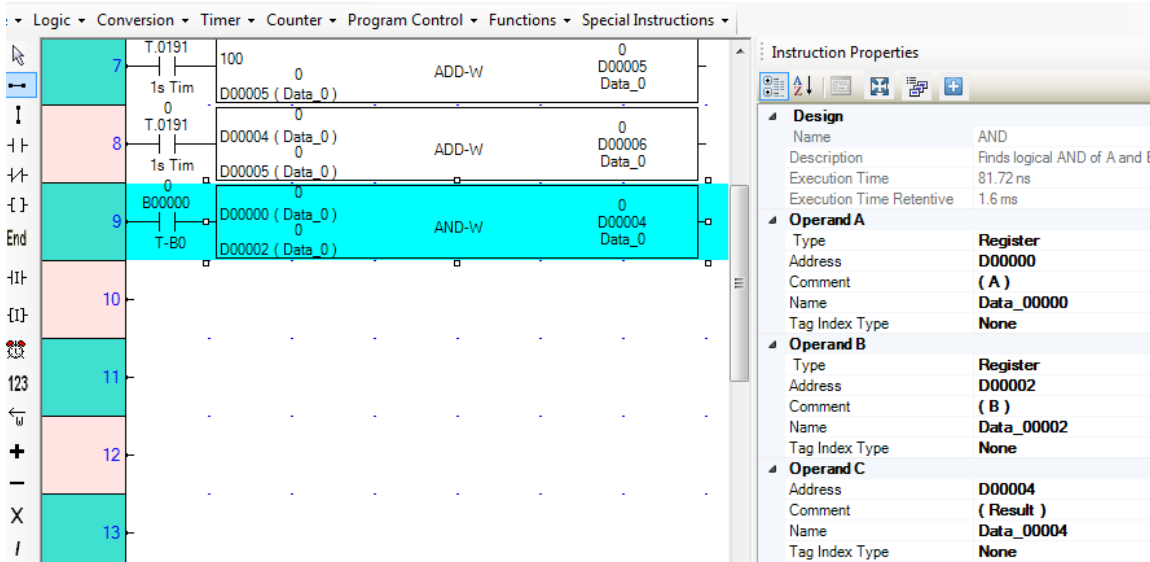 Logic Conversion Timer Counter Program Control Functions Special Instructions
7
T.0191
1s Tim
0
100
0
D00005 ( Data_0 )
ADD-W
0
D00005
Data_0
8
T.0191
1s Tim
0
0
D00004 ( Data_0 )
0
D00005 ( Data_0 )
ADD-W
0
D00006
Data_0
9
B00000
T-B0
0
D00000 ( Data_0 )
0
D00002 ( Data_0 )
AND-W
0
D00004
Data_0
10
11
12
13
End
123
W
X
Instruction Properties
Design
Name AND
Description Finds logical AND of A and
Execution Time 81.72 ns
Execution Time Retentive 1.6 ms
Operand A
Type Register
Address D00000
Comment ( A )
Name Data_00000
Tag Index Type None
Operand B
Type Register
Address D00002
Comment ( B )
Name Data_00002
Tag Index Type None
Operand C
Address D00004
Comment ( Result )
Name Data_00004
Tag Index Type None